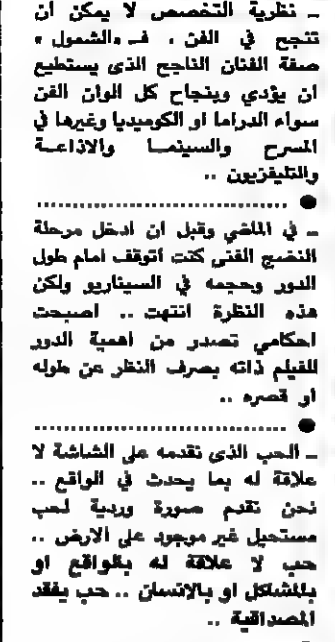 ـ نظرية التخصص لا يمكن ان
تنجح في الفن ، فـ «الشمول»
صفة الفنان الناجح الذى يستطيع
ان يؤدي وبنجاح كل الوان الفن
سواء الدراما او الكوميديا وغيرها في
المسرح والسينما والاذاعة
والتليفزيون ..
● ..................................
ـ في الماضي وقبل ان ادخل مرحلة
النضج الفنى كنت اتوقف امام طول
الدور وحجمه في السيناريو ولكن
هذه النظرة انتهت .. اصبحت
احكامي تصدر من اهمية الدور
للفيلم ذاته بصرف النظر عن طوله
أو قصره ..
● ..................................
ـ الحب الذى نقدمه على الشاشة لا
علاقة له بما يحدث في الواقع ..
نحن نقدم صورة وردية لحب
مستحيل غير موجود على الارض ..
حب لا علاقة له بالواقع او
بالمشاكل او بالانسان .. حب يفقد
المصداقية ..